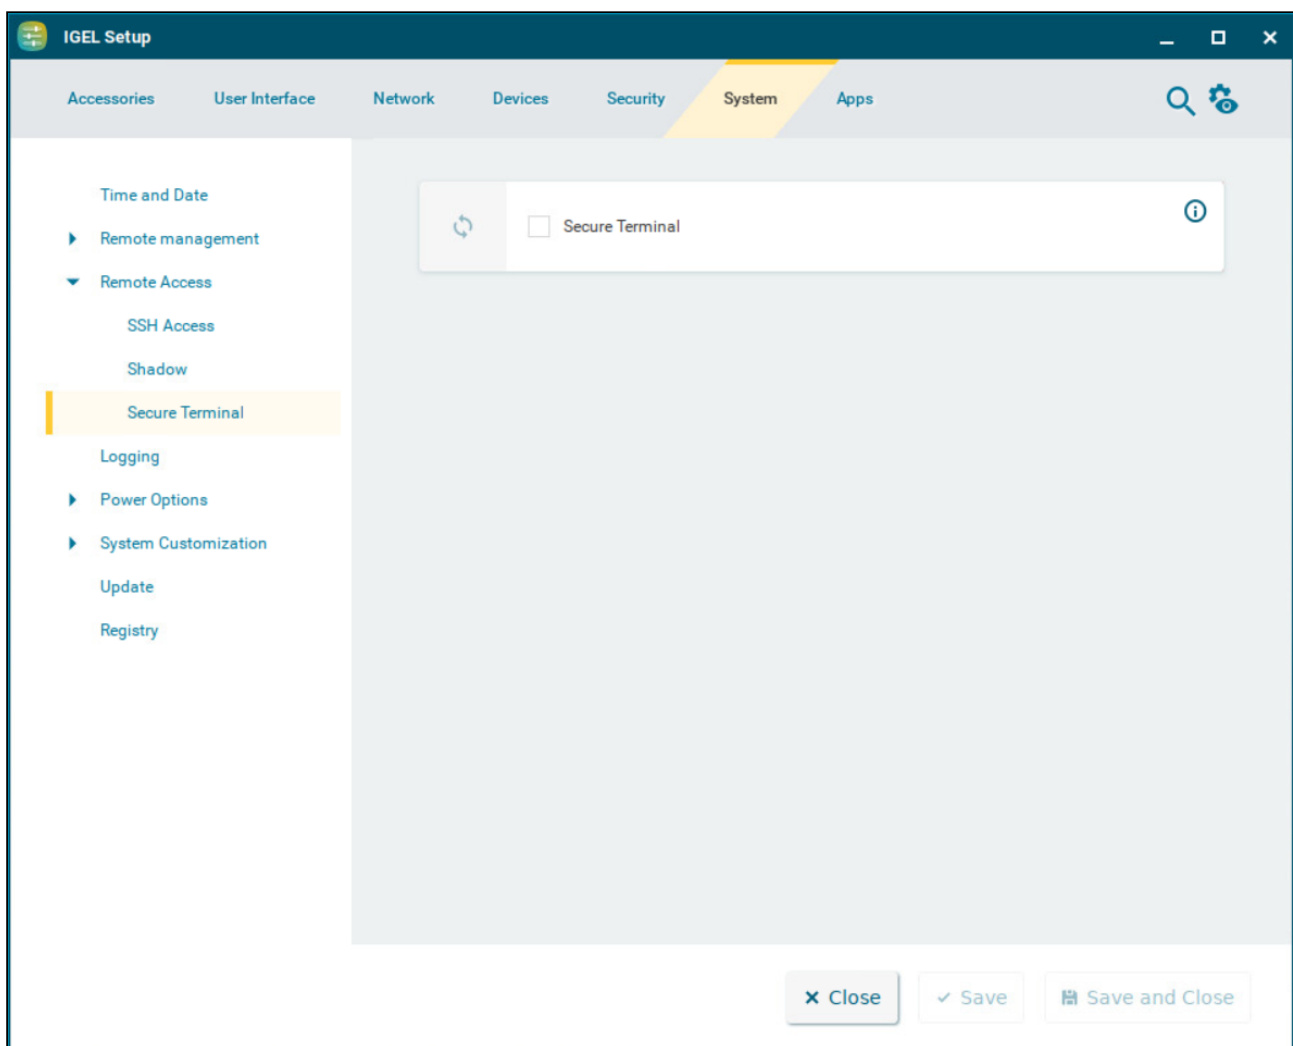 IGEL Setup
Accessories User Interface Network Devices Security System Apps
Time and Date
Remote management
Remote Access
SSH Access
Shadow
Secure Terminal
Logging
Power Options
System Customization
Update
Registry
Secure Terminal
Close Save Save and Close